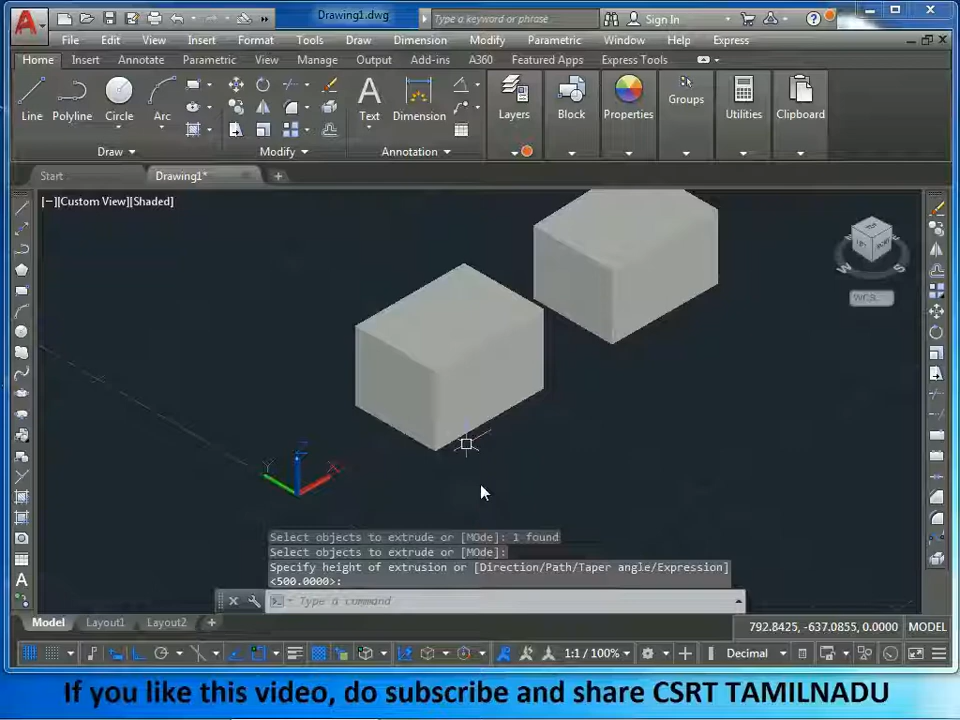 Drawing1.dwg
Type a keyword or phrase
Sign In
File Edit View Insert Format Tools Draw Dimension Modify Parametric Window Help Express
Home Insert Annotate Parametric View Manage Output Add-ins A360 Featured Apps Express Tools
Line Polyline Circle Arc Text Dimension Layers Block Properties Groups Utilities Clipboard
Draw Modify Annotation
Start Drawing1* +
[−][Custom View][Shaded]
W S
WCS
Z
Y X
Select objects to extrude or [MOde]: 1 found
Select objects to extrude or [MOde]:
Specify height of extrusion or [Direction/Path/Taper angle/Expression]
<500.0000>:
Type a command
Model Layout1 Layout2 +
792.8425, -637.0855, 0.0000 MODEL
1:1 / 100% Decimal
If you like this video, do subscribe and share CSRT TAMILNADU